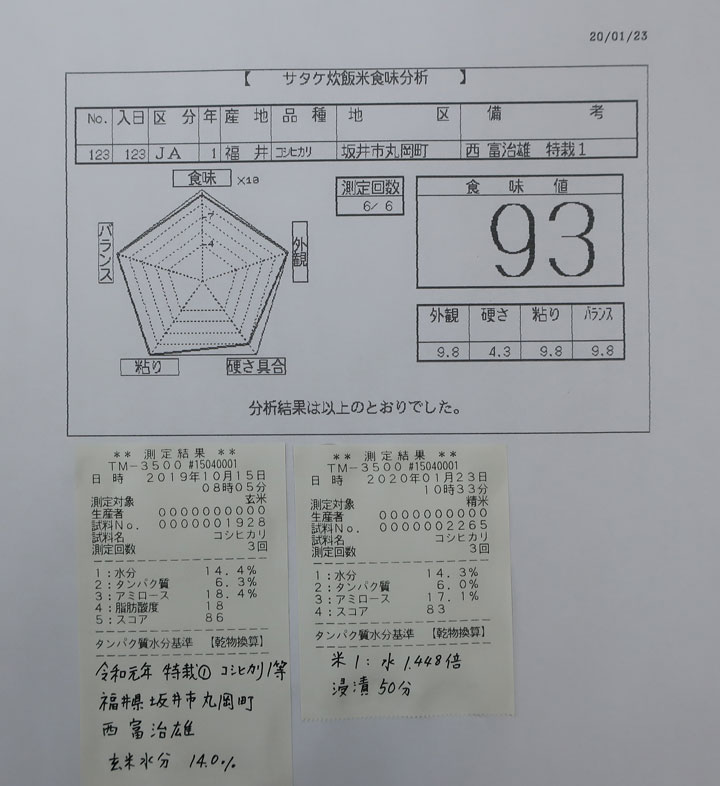 20/01/23
【 サタケ炊飯米食味分析 】
No. 入日 区分 年 産地 品種 地区 備考
123 123 JA 1 福井 コシヒカリ 坂井市丸岡町 西 富治雄 特栽1
食味 ×10
7
4
バランス
外観
粘り
硬さ具合
測定回数
6/ 6
食味値
93
外観 硬さ 粘り バランス
9.8 4.3 9.8 9.8
分析結果は以上のとおりでした。
** 測定結果 **
TM-3500 #15040001
日時 2019年10月15日
08時05分
測定対象 玄米
生産者 0000000000
試料No. 0000001928
試料名 コシヒカリ
測定回数 3回
1:水分 14.4%
2:タンパク質 6.3%
3:アミロース 18.4%
4:脂肪酸度 18
5:スコア 86
タンパク質水分基準 【乾物換算】
令和元年 特栽① コシヒカリ1等
福井県坂井市丸岡町
西 富治雄
玄米水分 14.0%
** 測定結果 **
TM-3500 #15040001
日時 2020年01月23日
10時33分
測定対象 精米
生産者 0000000000
試料No. 0000002265
試料名 コシヒカリ
測定回数 3回
1:水分 14.3%
2:タンパク質 6.0%
3:アミロース 17.1%
4:スコア 83
タンパク質水分基準 【乾物換算】
米1:水1.448倍
浸漬50分